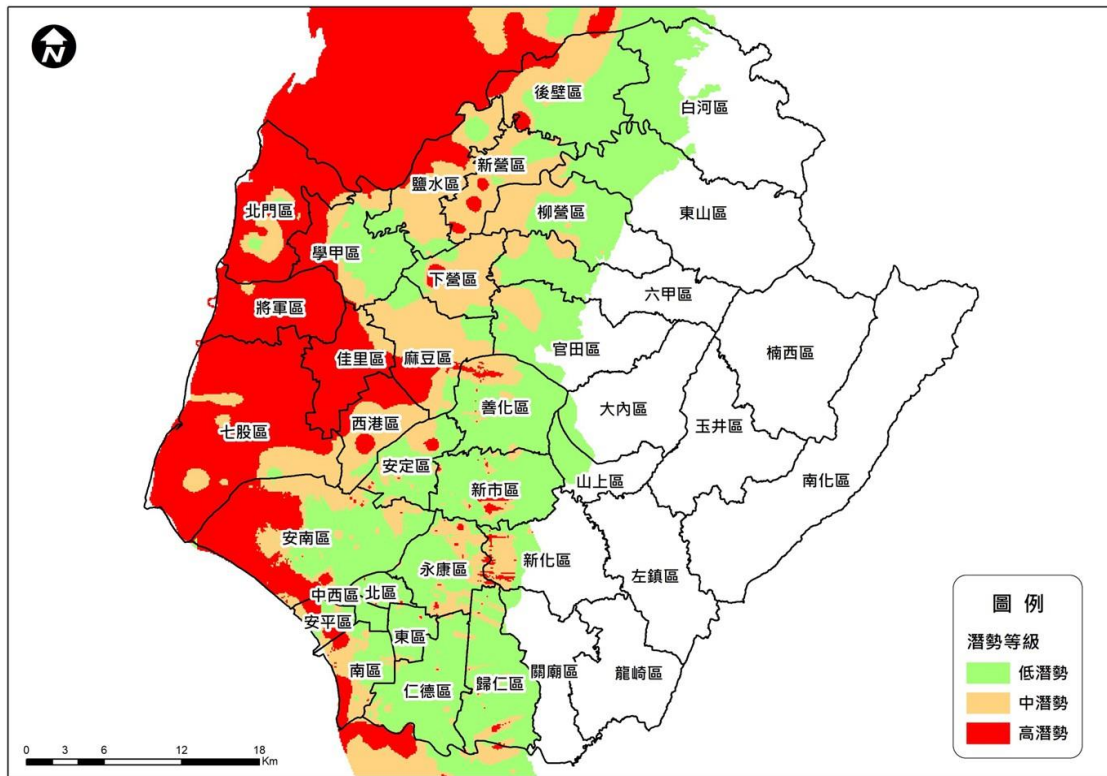 N
後壁區
白河區
新營區
鹽水區
北門區
柳營區
東山區
學甲區
下營區
六甲區
將軍區
官田區
楠西區
佳里區
麻豆區
善化區
大內區
玉井區
西港區
七股區
安定區
山上區
南化區
新市區
安南區
永康區
新化區
左鎮區
中西區
北區
安平區
東區
南區
仁德區
歸仁區
關廟區
龍崎區
圖 例
潛勢等級
低潛勢
中潛勢
高潛勢
0 3 6 12 18
Km